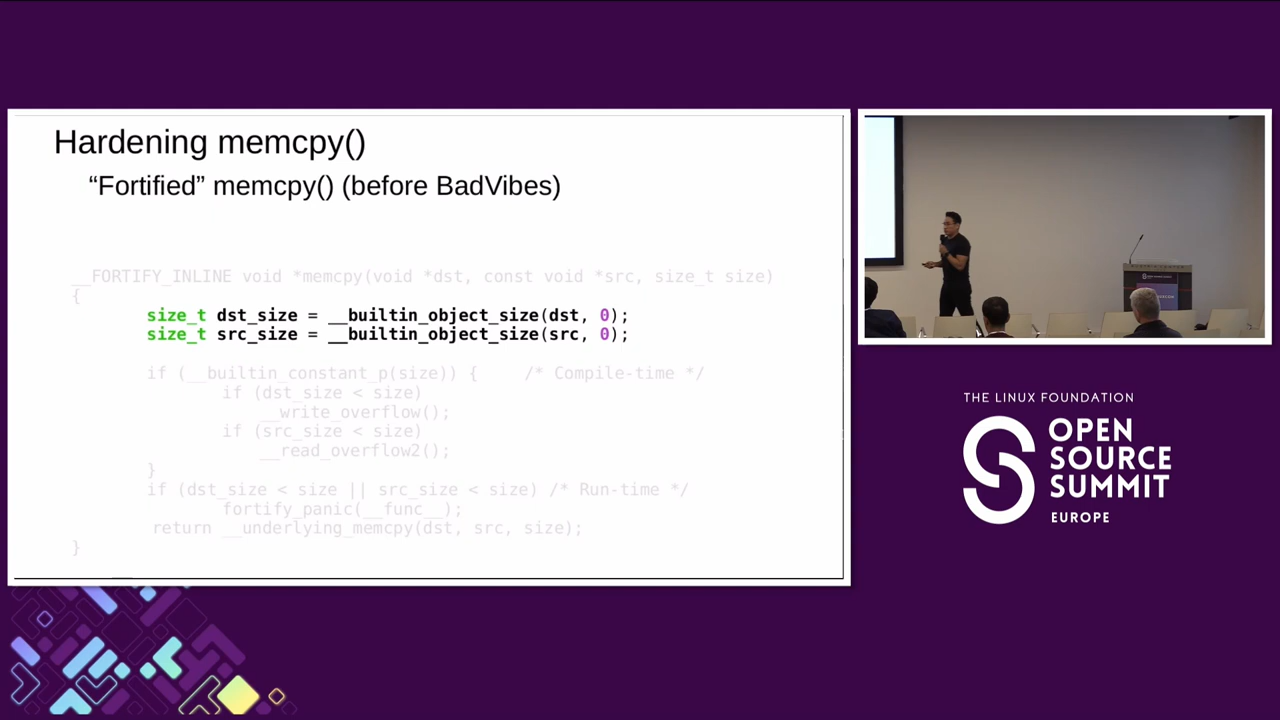 Hardening memcpy()
“Fortified” memcpy() (before BadVibes)
__FORTIFY_INLINE void *memcpy(void *dst, const void *src, size_t size)
{
size_t dst_size = __builtin_object_size(dst, 0);
size_t src_size = __builtin_object_size(src, 0);
if (__builtin_constant_p(size)) { /* Compile-time */
if (dst_size < size)
__write_overflow();
if (src_size < size)
__read_overflow2();
}
if (dst_size < size || src_size < size) /* Run-time */
fortify_panic(__func__);
return __underlying_memcpy(dst, src, size);
}
THE LINUX FOUNDATION
OPEN
SOURCE
SUMMIT
EUROPE